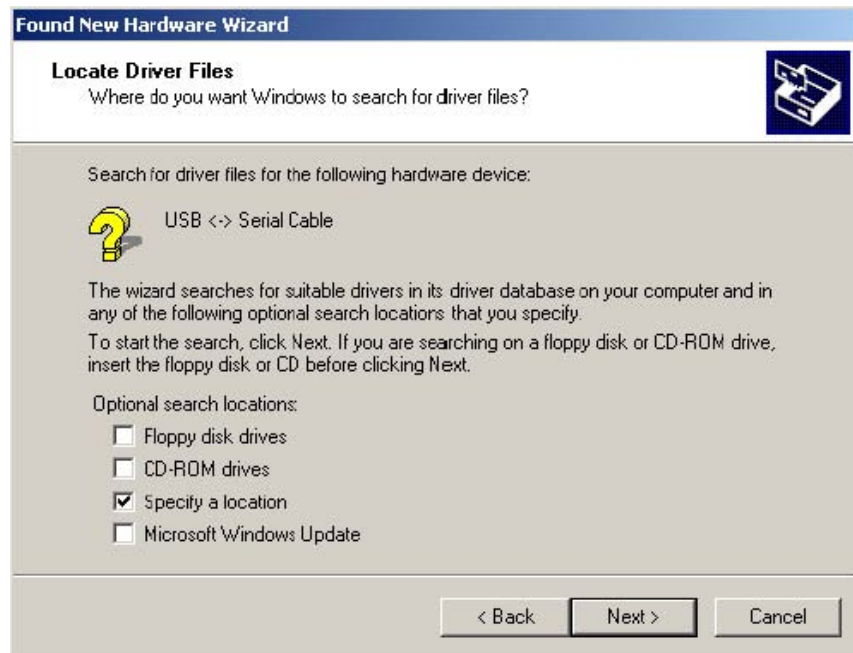 Found New Hardware Wizard
Locate Driver Files
Where do you want Windows to search for driver files?
Search for driver files for the following hardware device:
USB <-> Serial Cable
The wizard searches for suitable drivers in its driver database on your computer and in
any of the following optional search locations that you specify.
To start the search, click Next. If you are searching on a floppy disk or CD-ROM drive,
insert the floppy disk or CD before clicking Next.
Optional search locations:
Floppy disk drives
CD-ROM drives
Specify a location
Microsoft Windows Update
< Back Next > Cancel